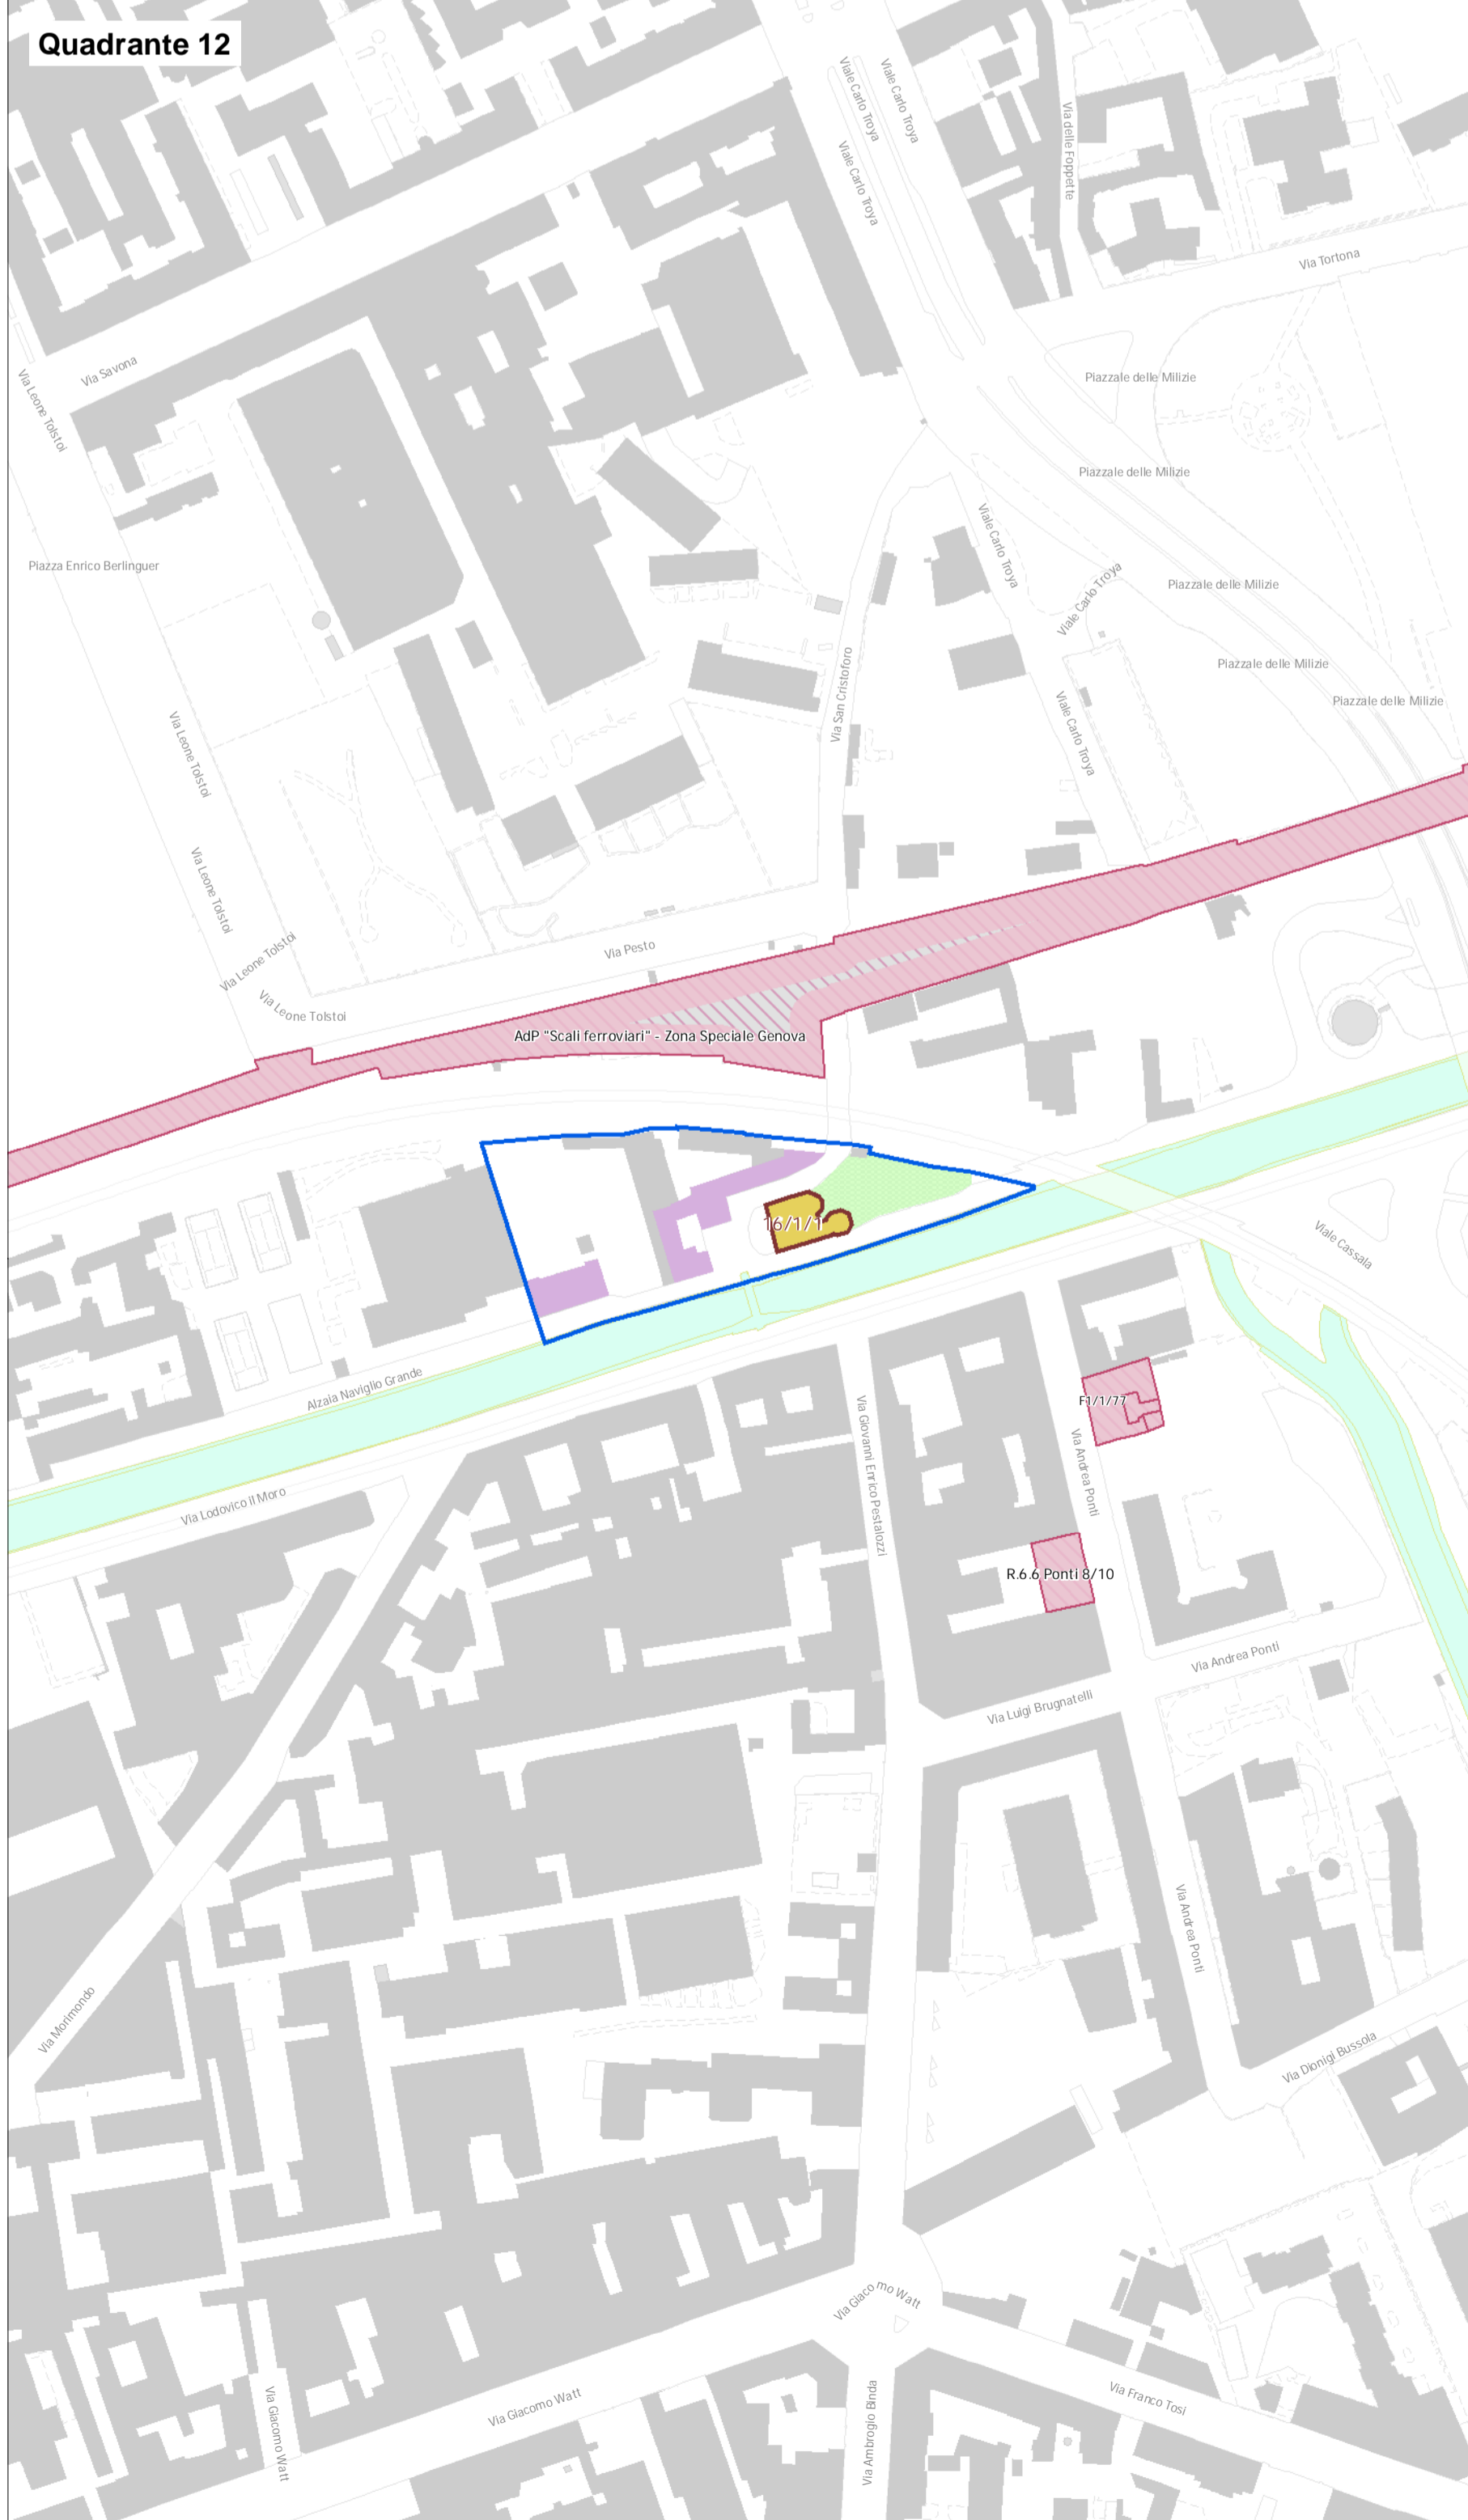 Quadrante 12
Viale Carlo Troya
Viale Carlo Troya
Via delle Foppette
Viale Carlo Troya
Via Tortona
Via Savona
Piazzale delle Milizie
Via Leone Tolstoi
Piazzale delle Milizie
Viale Carlo Troya
Piazza Enrico Berlinguer
Viale Carlo Troya
Piazzale delle Milizie
Via San Cristoforo
Piazzale delle Milizie
Piazzale delle Milizie
Viale Carlo Troya
Via Leone Tolstoi
Via Leone Tolstoi
Via Pesto
Via Leone Tolstoi
Via Leone Tolstoi
AdP "Scali ferroviari" - Zona Speciale Genova
16/1/1
Viale Cassala
Alzaia Naviglio Grande
F1/1/77
Via Giovanni Enrico Pestalozzi
Via Andrea Ponti
Via Lodovico il Moro
R.6.6 Ponti 8/10
Via Andrea Ponti
Via Luigi Brugnatelli
Via Andrea Ponti
Via Morimondo
Via Dionigi Bussola
Via Giacomo Watt
Via Giacomo Watt
Via Giacomo Watt
Via Ambrogio Binda
Via Franco Tosi